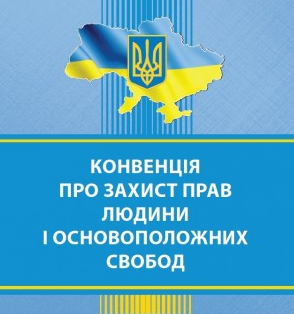 КОНВЕНЦІЯ
ПРО ЗАХИСТ ПРАВ
ЛЮДИНИ
І ОСНОВОПОЛОЖНИХ
СВОБОД